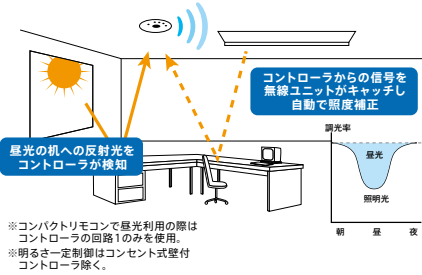 コントローラからの信号を
無線ユニットがキャッチし
自動で照度補正
昼光の机への反射光を
コントローラが検知
調光率
昼光
照明光
朝 昼 夜
※コンパクトリモコンで昼光利用の際は
コントローラの回路1のみを使用。
※明るさ一定制御はコンセント式壁付
コントローラ除く。